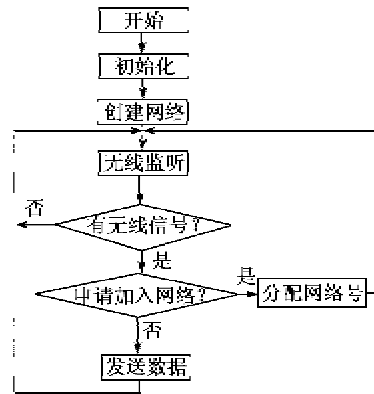 开始
初始化
创建网络
无线监听
否
有无线信号?
是
申请加入网络?
是
分配网络号
否
发送数据